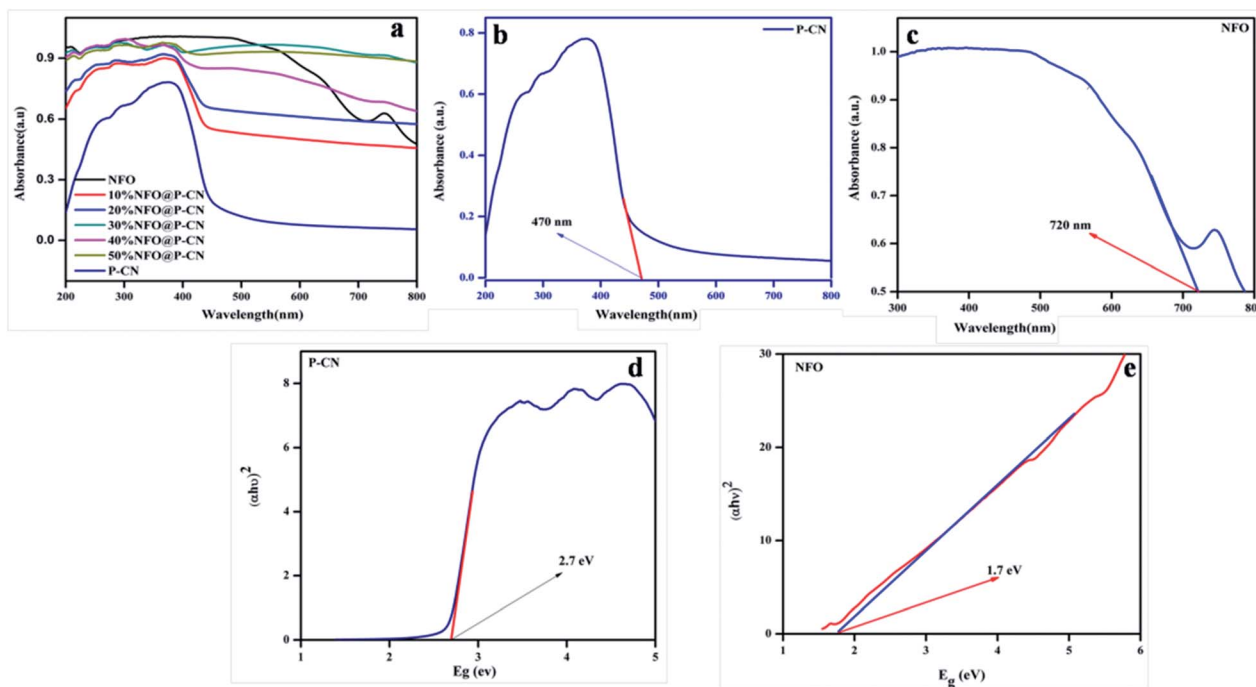 a
Absorbance(a.u)
0.9
0.6
0.3
0.0
NFO
10%NFO@P-CN
20%NFO@P-CN
30%NFO@P-CN
40%NFO@P-CN
50%NFO@P-CN
P-CN
200 300 400 500 600 700 800
Wavelength(nm)
b
P-CN
Absorbance (a.u.)
0.8
0.6
0.4
0.2
0.0
470 nm
200 300 400 500 600 700 800
Wavelength(nm)
NFO
c
Absorbance (a.u.)
1.0
0.9
0.8
0.7
0.6
0.5
720 nm
300 400 500 600 700 80
Wavelength(nm)
P-CN
d
(αhυ)²
8
6
4
2
0
2.7 eV
1 2 3 4 5
Eg (ev)
NFO
e
(αhν)²
30
20
10
0
1.7 eV
1 2 3 4 5 6
Eg (eV)